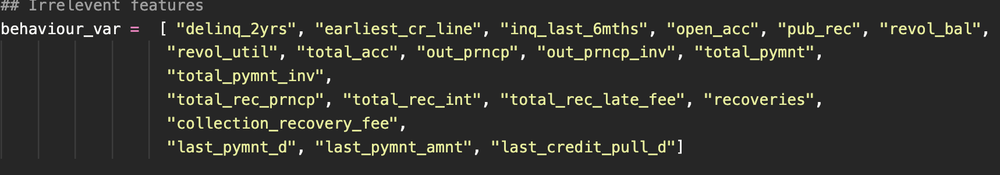 ## Irrelevent features
behaviour_var =  [ "delinq_2yrs", "earliest_cr_line", "inq_last_6mths", "open_acc", "pub_rec", "revol_bal",
"revol_util", "total_acc", "out_prncp", "out_prncp_inv", "total_pymnt",
"total_pymnt_inv",
"total_rec_prncp", "total_rec_int", "total_rec_late_fee", "recoveries",
"collection_recovery_fee",
"last_pymnt_d", "last_pymnt_amnt", "last_credit_pull_d"]